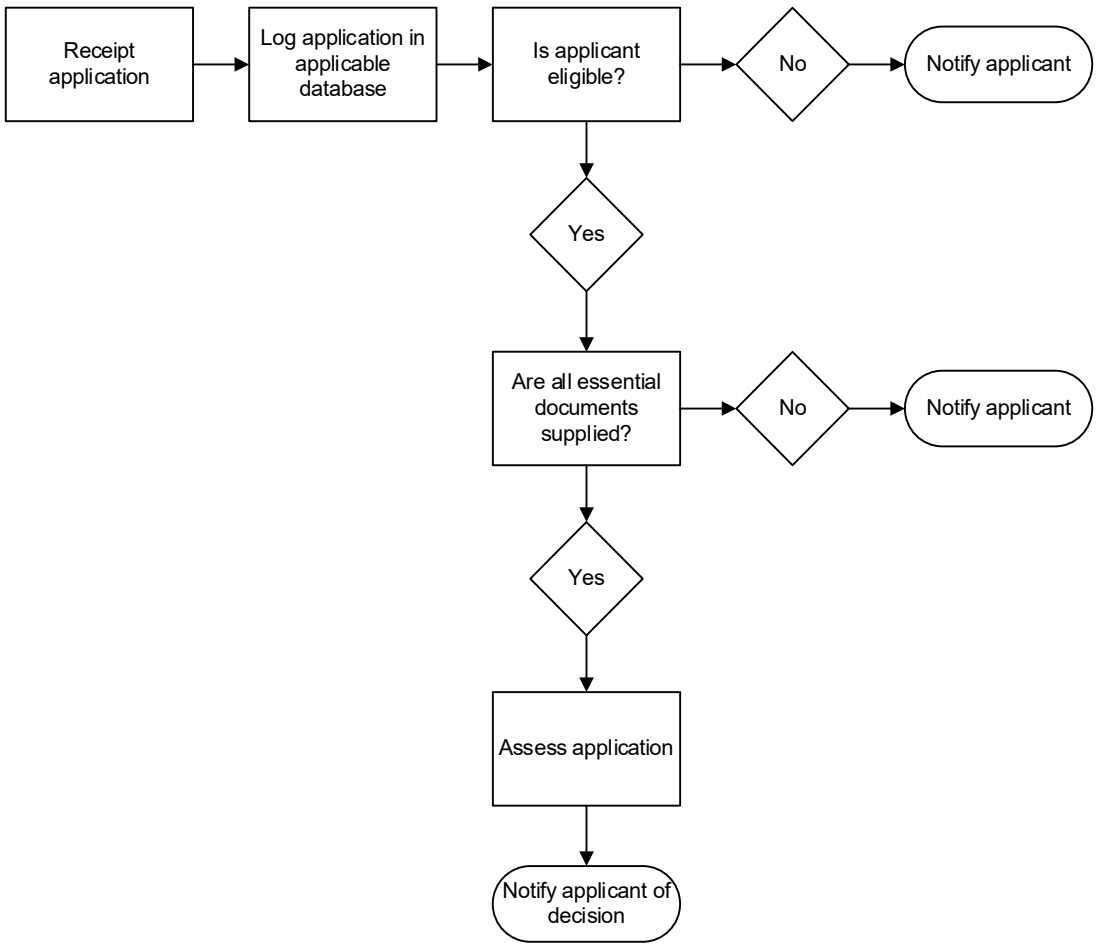 Receipt
application
Log application in
applicable
database
Is applicant
eligible?
No
Notify applicant
Yes
Are all essential
documents
supplied?
No
Notify applicant
Yes
Assess application
Notify applicant of
decision